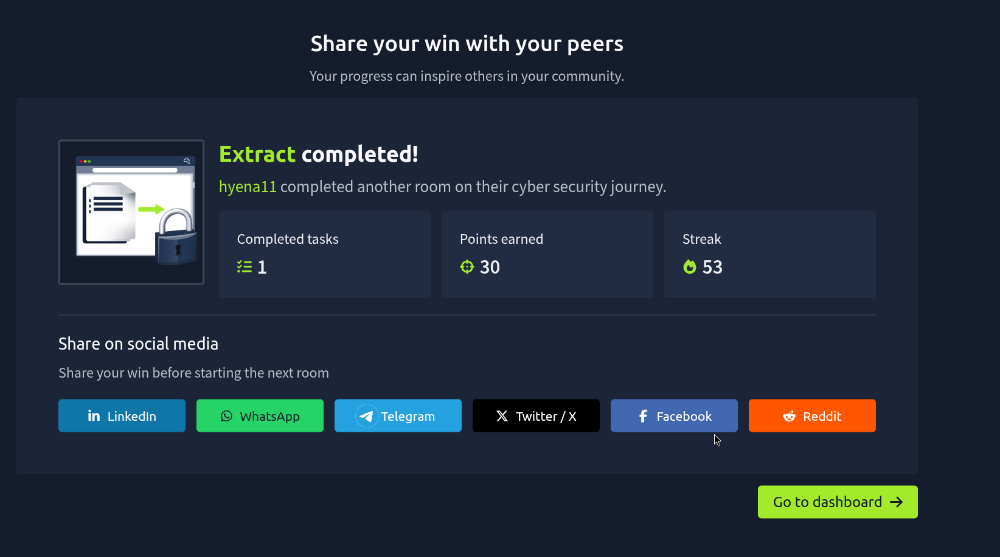 Share your win with your peers
Your progress can inspire others in your community.
Extract completed!
hyena11 completed another room on their cyber security journey.
Completed tasks
1
Points earned
30
Streak
53
Share on social media
Share your win before starting the next room
LinkedIn
WhatsApp
Telegram
Twitter / X
Facebook
Reddit
Go to dashboard